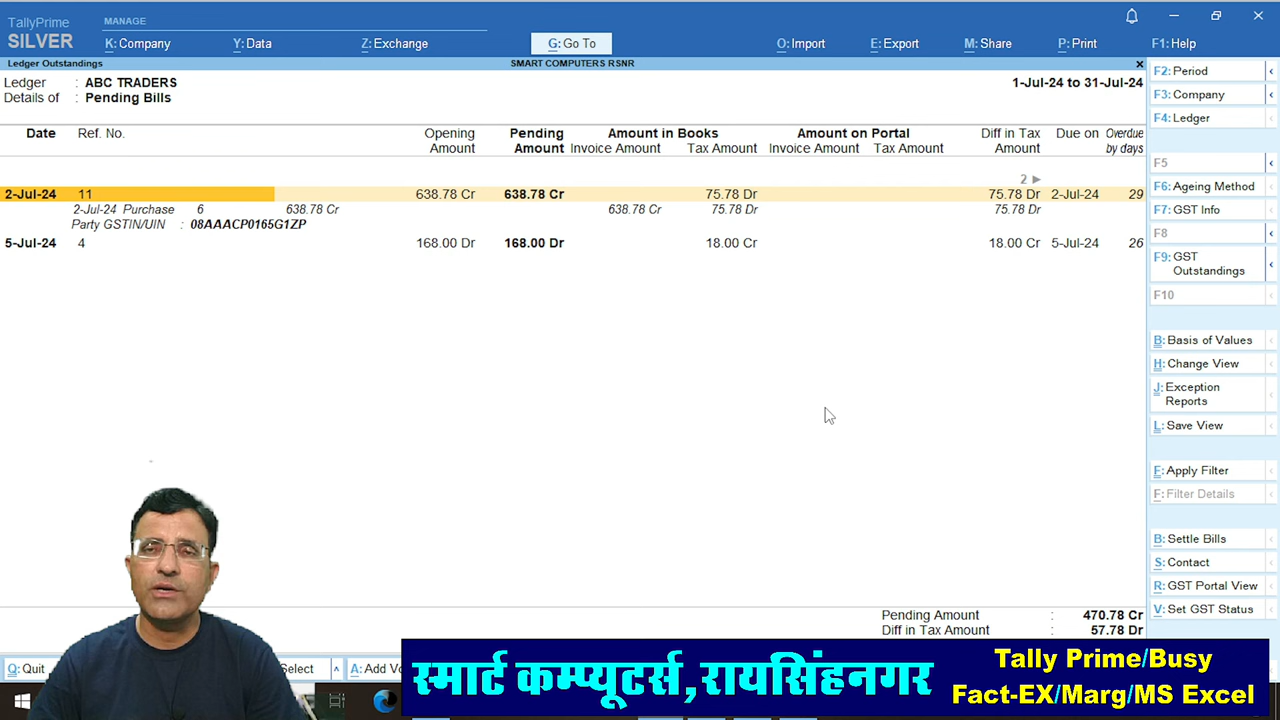 TallyPrime
SILVER
MANAGE
K: Company
Y: Data
Z: Exchange
G: Go To
O: Import
E: Export
M: Share
P: Print
F1: Help
Ledger Outstandings
SMART COMPUTERS RSNR
×
Ledger : ABC TRADERS
1-Jul-24 to 31-Jul-24
Details of : Pending Bills
Date
Ref. No.
Opening Amount
Pending Amount
Amount in Books
Invoice Amount
Tax Amount
Amount on Portal
Invoice Amount
Tax Amount
Diff in Tax Amount
Due on
Overdue by days
2 ►
2-Jul-24 11 638.78 Cr 638.78 Cr 75.78 Dr 75.78 Dr 2-Jul-24 29
2-Jul-24 Purchase 6 638.78 Cr 638.78 Cr 75.78 Dr 75.78 Dr
Party GSTIN/UIN : 08AAACP0165G1ZP
5-Jul-24 4 168.00 Dr 168.00 Dr 18.00 Cr 18.00 Cr 5-Jul-24 26
Pending Amount : 470.78 Cr
Diff in Tax Amount : 57.78 Dr
F2: Period
F3: Company
F4: Ledger
F5
F6: Ageing Method
F7: GST Info
F8
F9: GST
Outstandings
F10
B: Basis of Values
H: Change View
J: Exception
Reports
L: Save View
F: Apply Filter
F: Filter Details
B: Settle Bills
S: Contact
R: GST Portal View
V: Set GST Status
Q: Quit
Select
A: Add Vo
स्मार्ट कम्प्यूटर्स,रायसिंहनगर
Tally Prime/Busy
Fact-EX/Marg/MS Excel